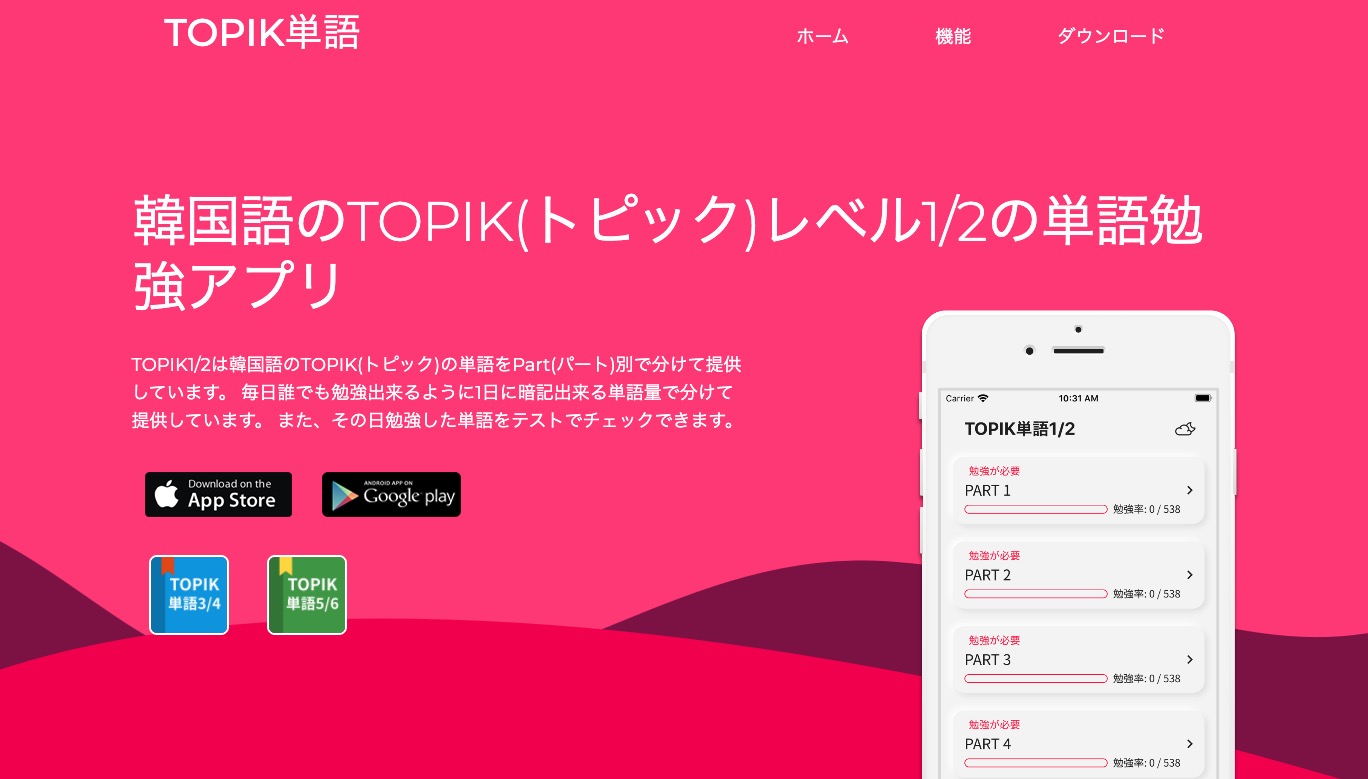 TOPIK単語
ホーム
機能
ダウンロード
韓国語のTOPIK(トピック)レベル1/2の単語勉
強アプリ
TOPIK1/2は韓国語のTOPIK(トピック)の単語をPart(パート)別で分けて提供
しています。 毎日誰でも勉強出来るように1日に暗記出来る単語量で分けて
提供しています。 また、その日勉強した単語をテストでチェックできます。
Download on the
App Store
ANDROID APP ON
Google play
TOPIK
単語3/4
TOPIK
単語5/6
Carrier
10:31 AM
TOPIK単語1/2
勉強が必要
PART 1
勉強率: 0 / 538
勉強が必要
PART 2
勉強率: 0 / 538
勉強が必要
PART 3
勉強率: 0 / 538
勉強が必要
PART 4
勉強率: 0 / 538